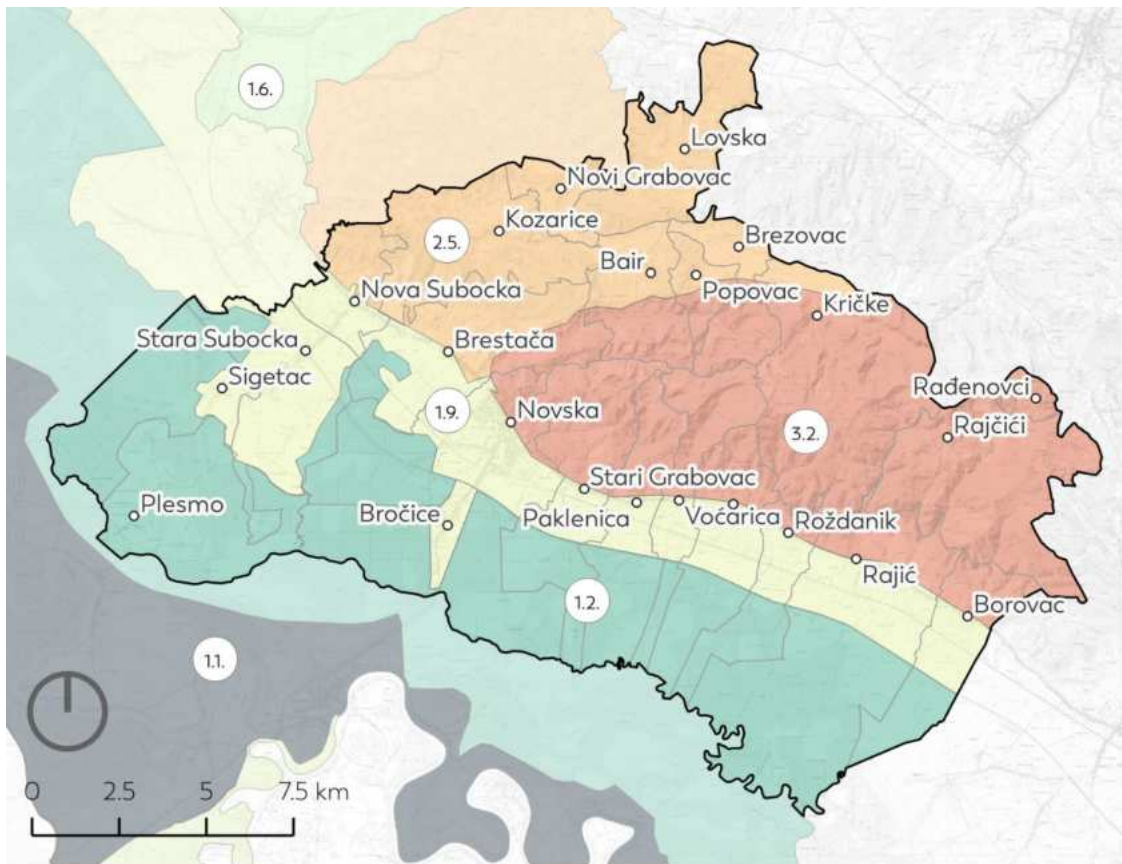 1.6.
Lovska
Novi Grabovac
Kozarice
2.5.
Brezovac
Bair
Popovac
Nova Subocka
Kričke
Stara Subocka
Brestača
Sigetac
Rađenovci
1.9.
Novska
3.2.
Rajčići
Stari Grabovac
Plesmo
Bročice
Paklenica
Voćarica
Roždanik
Rajić
1.2.
Borovac
1.1.
0 2.5 5 7.5 km